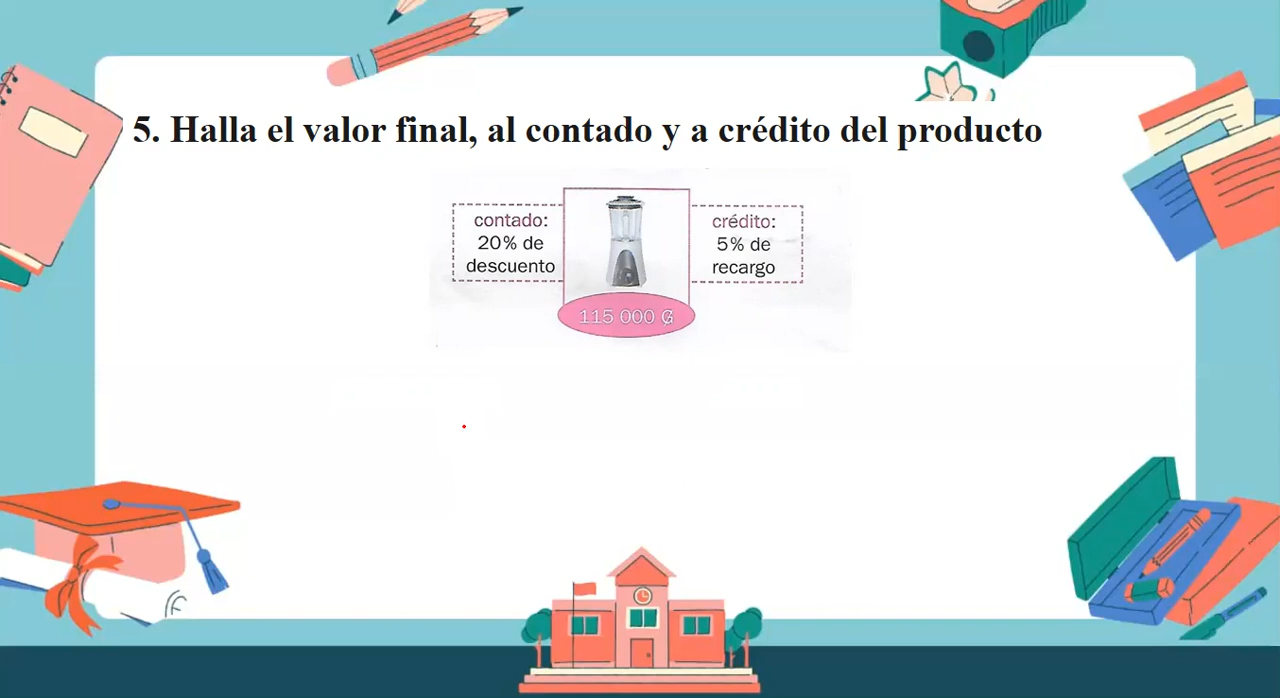 5. Halla el valor final, al contado y a crédito del producto
contado:
20% de
descuento
crédito:
5% de
recargo
115 000 ₲